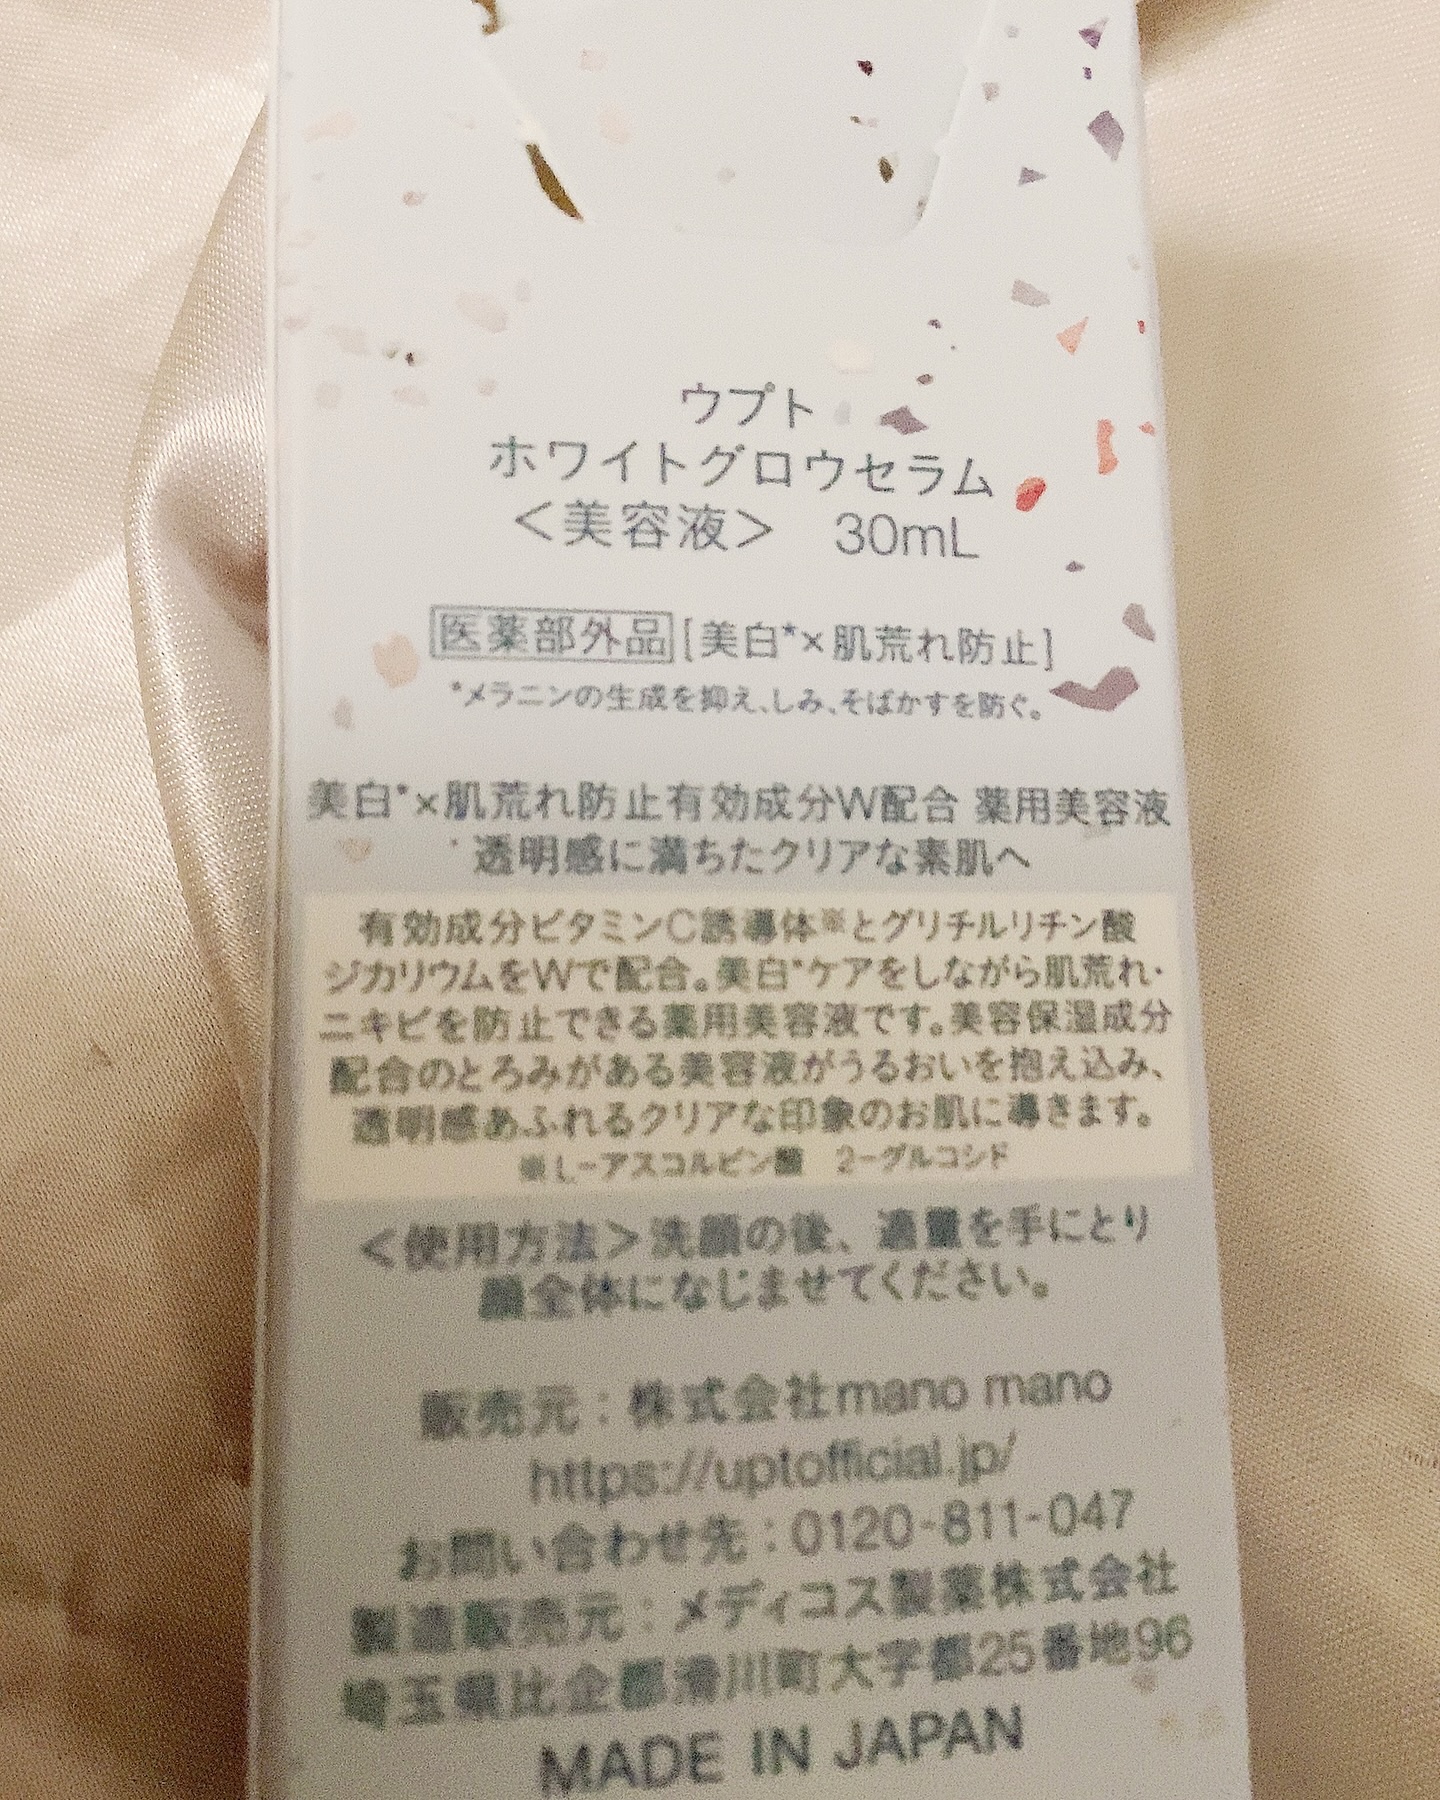 ウプト
ホワイトグロウセラム
＜美容液＞　30mL
医薬部外品 [美白*×肌荒れ防止]
*メラニンの生成を抑え、しみ、そばかすを防ぐ。
美白*×肌荒れ防止有効成分W配合 薬用美容液
透明感に満ちたクリアな素肌へ
有効成分ビタミンC誘導体※とグリチルリチン酸
ジカリウムをWで配合。美白*ケアをしながら肌荒れ・
ニキビを防止できる薬用美容液です。美容保湿成分
配合のとろみがある美容液がうるおいを抱え込み、
透明感あふれるクリアな印象のお肌に導きます。
※L-アスコルビン酸　2-グルコシド
＜使用方法＞洗顔の後、適量を手にとり
顔全体になじませてください。
販売元：株式会社mano mano
https://uptofficial.jp/
お問い合わせ先：0120-811-047
製造販売元：メディコス製薬株式会社
埼玉県比企郡滑川町大字都25番地96
MADE IN JAPAN